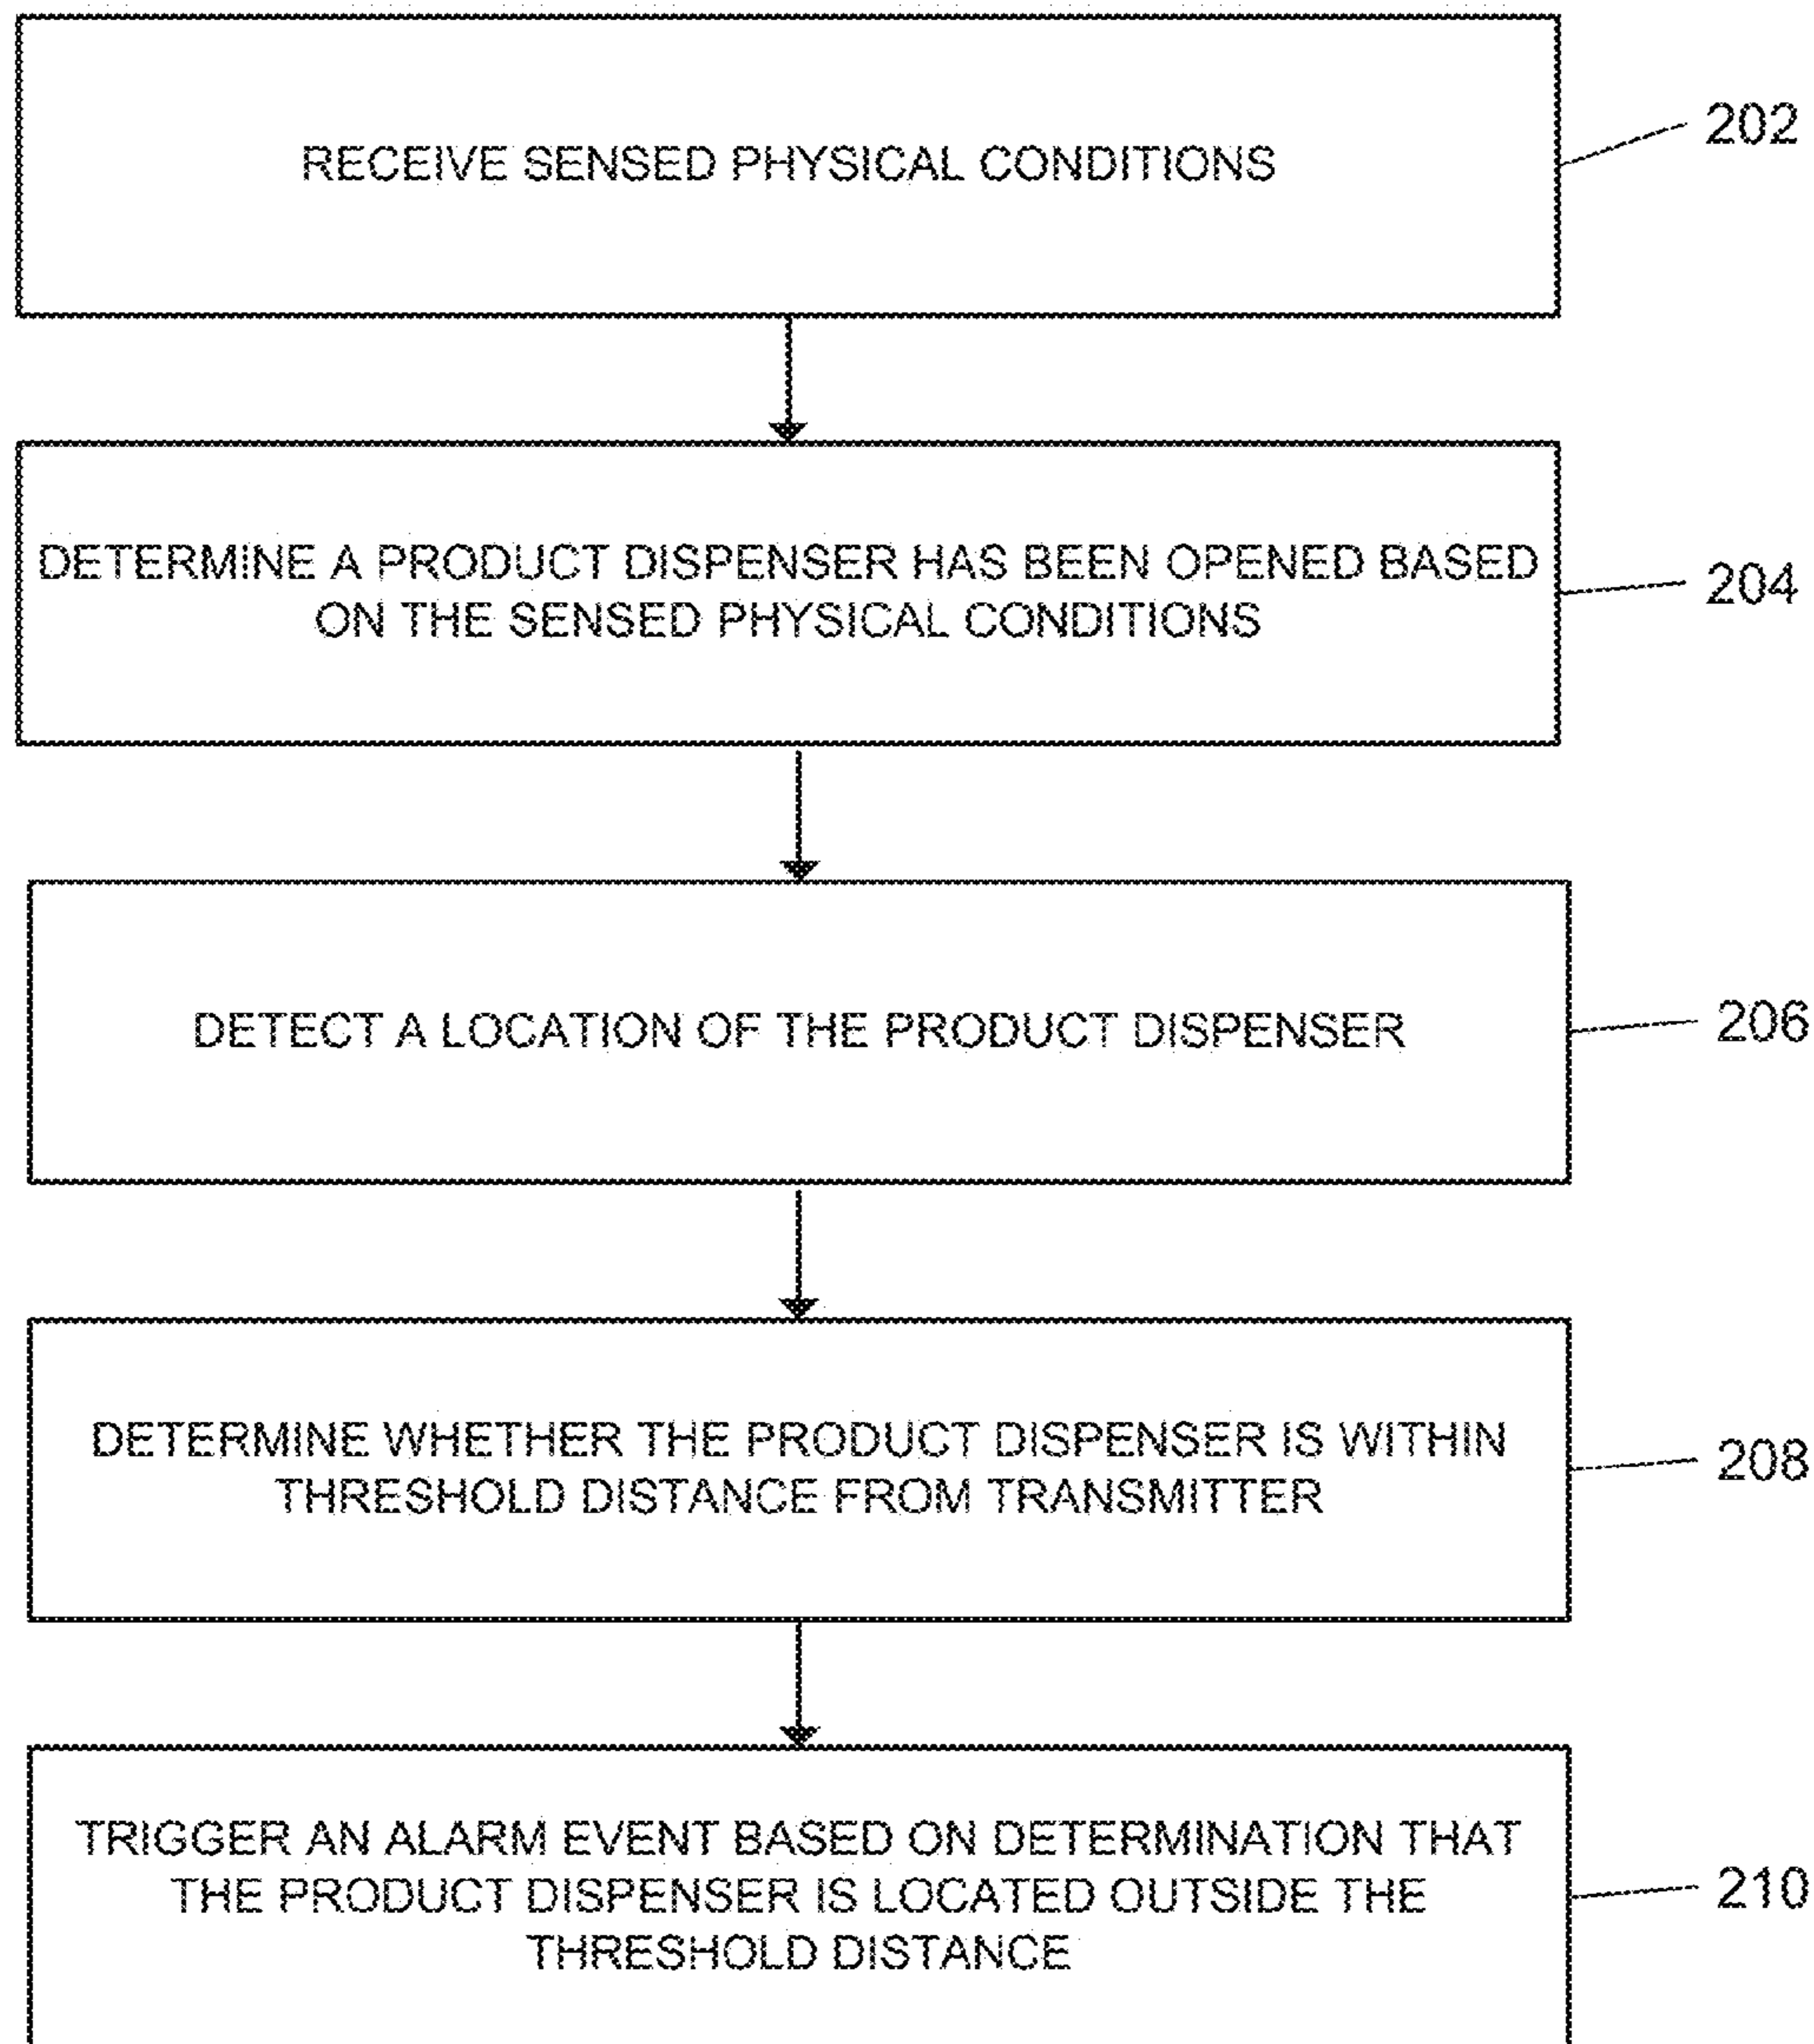 RECEIVE SENSED PHYSICAL CONDITIONS
202
DETERMINE A PRODUCT DISPENSER HAS BEEN OPENED BASED
ON THE SENSED PHYSICAL CONDITIONS
204
DETECT A LOCATION OF THE PRODUCT DISPENSER
206
DETERMINE WHETHER THE PRODUCT DISPENSER IS WITHIN
THRESHOLD DISTANCE FROM TRANSMITTER
208
TRIGGER AN ALARM EVENT BASED ON DETERMINATION THAT
THE PRODUCT DISPENSER IS LOCATED OUTSIDE THE
THRESHOLD DISTANCE
210